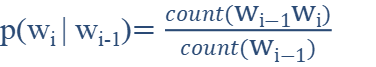 p(wᵢ | wᵢ₋₁)= count(wᵢ₋₁wᵢ) / count(wᵢ₋₁)